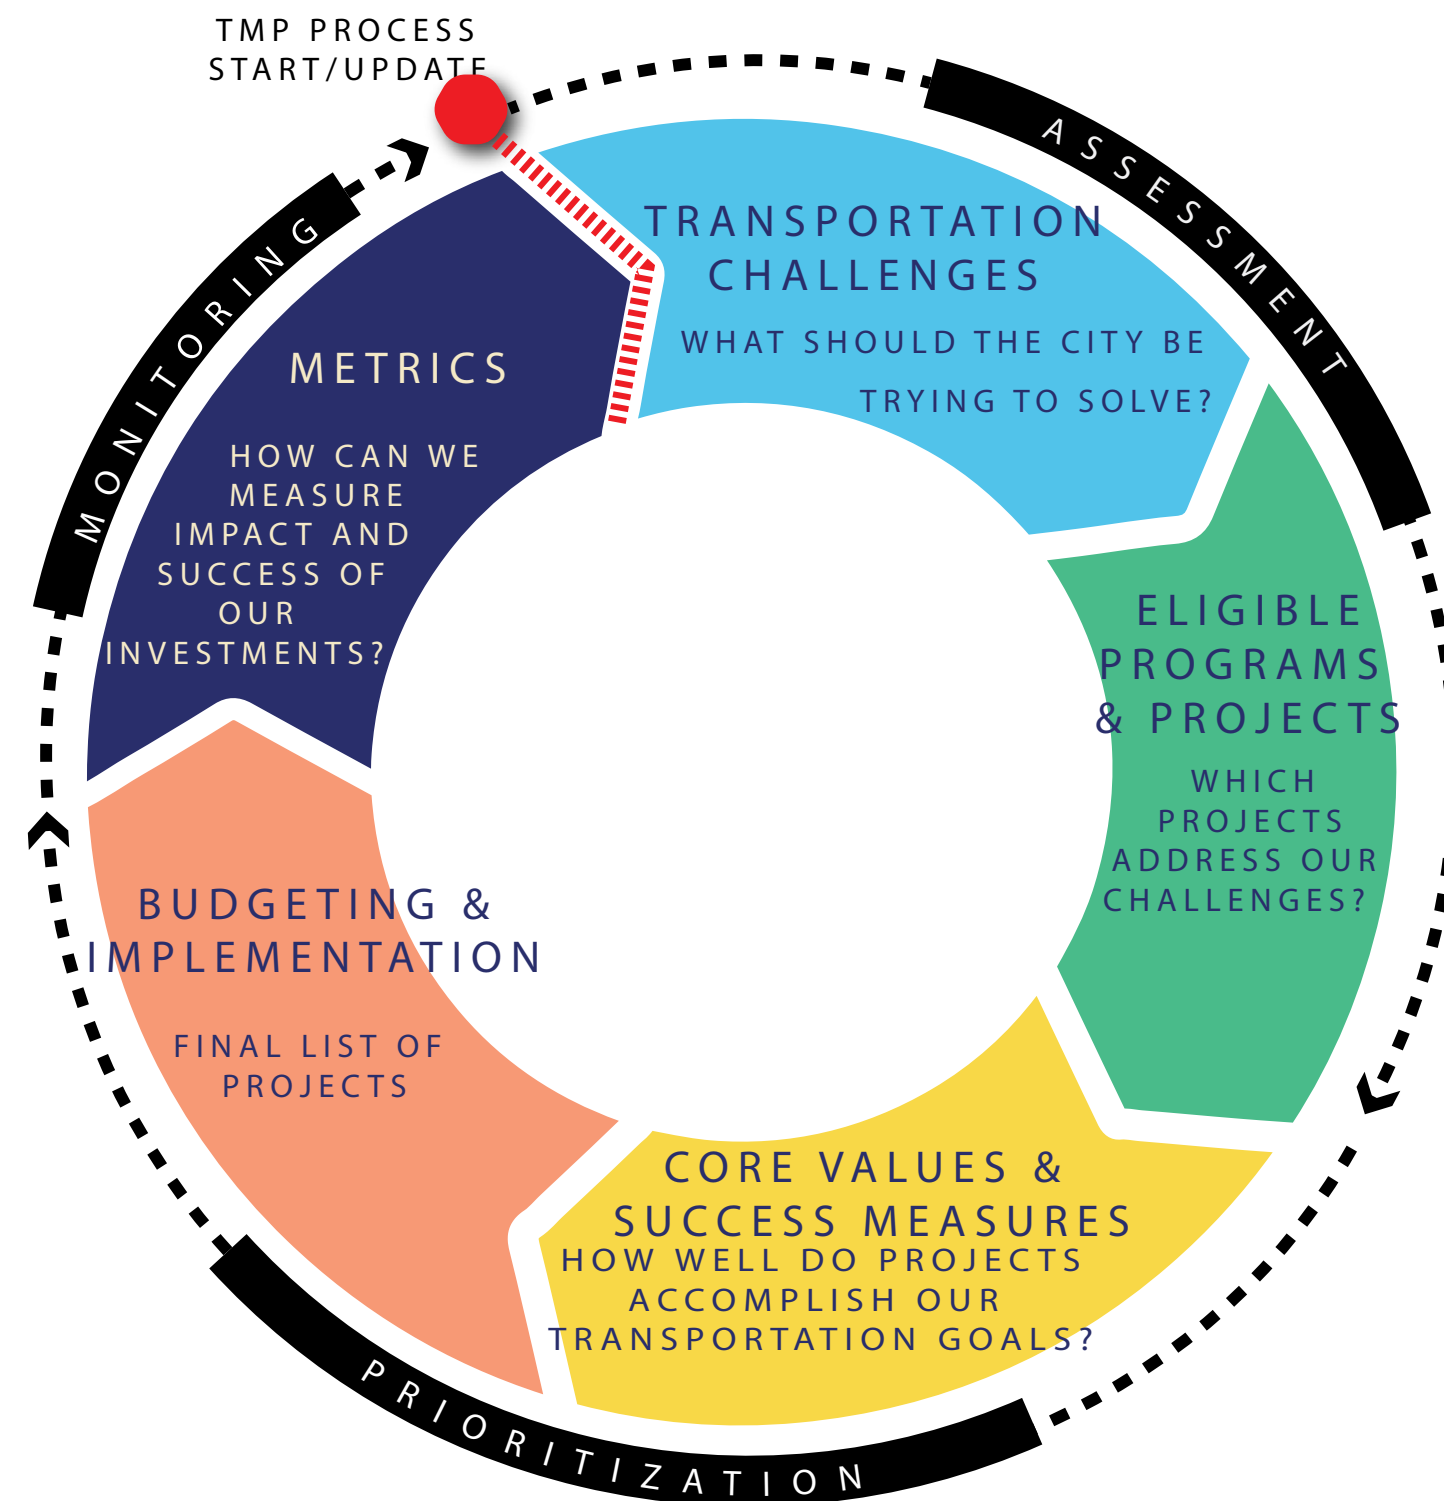 TMP PROCESS
START/UPDATE
ASSESSMENT
TRANSPORTATION
CHALLENGES
WHAT SHOULD THE CITY BE
TRYING TO SOLVE?
ELIGIBLE
PROGRAMS
& PROJECTS
WHICH
PROJECTS
ADDRESS OUR
CHALLENGES?
CORE VALUES &
SUCCESS MEASURES
HOW WELL DO PROJECTS
ACCOMPLISH OUR
TRANSPORTATION GOALS?
PRIORITIZATION
BUDGETING &
IMPLEMENTATION
FINAL LIST OF
PROJECTS
MONITORING
METRICS
HOW CAN WE
MEASURE
IMPACT AND
SUCCESS OF
OUR
INVESTMENTS?